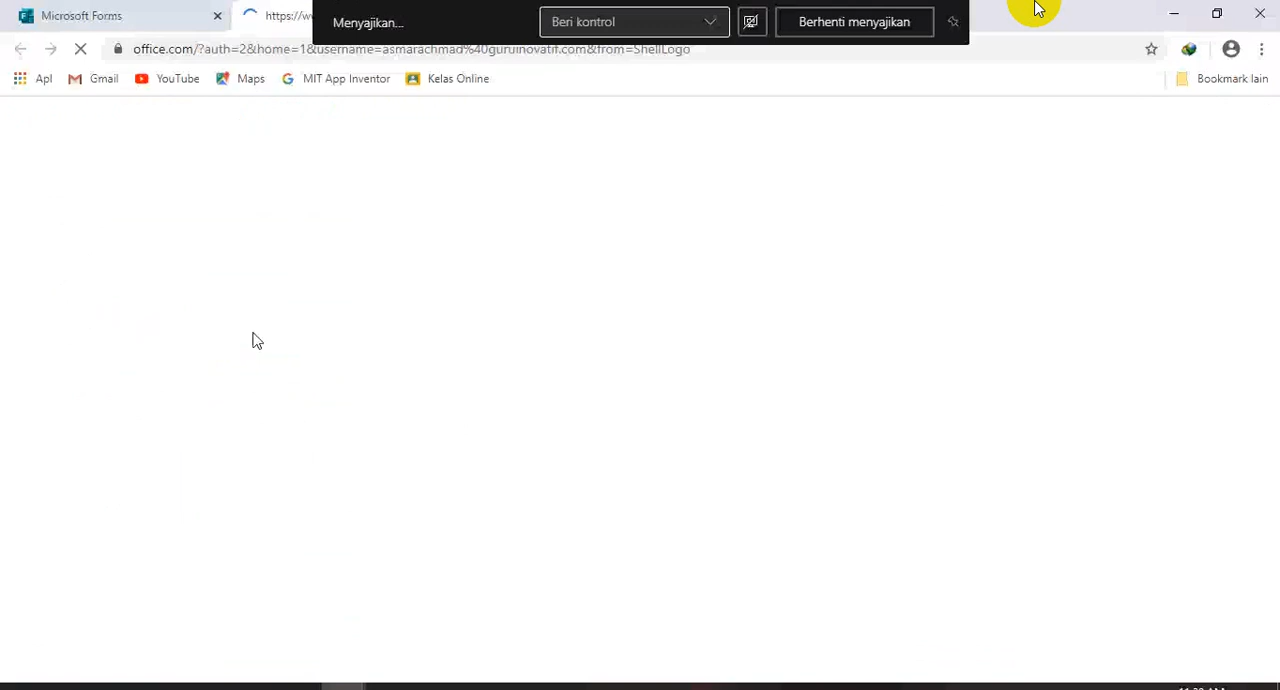 Microsoft Forms
https://w
Menyajikan...
Beri kontrol
Berhenti menyajikan
office.com/?auth=2&home=1&username=asmarachmad%40guruinovatif.com&from=ShellLogo
Apl
Gmail
YouTube
Maps
MIT App Inventor
Kelas Online
Bookmark lain